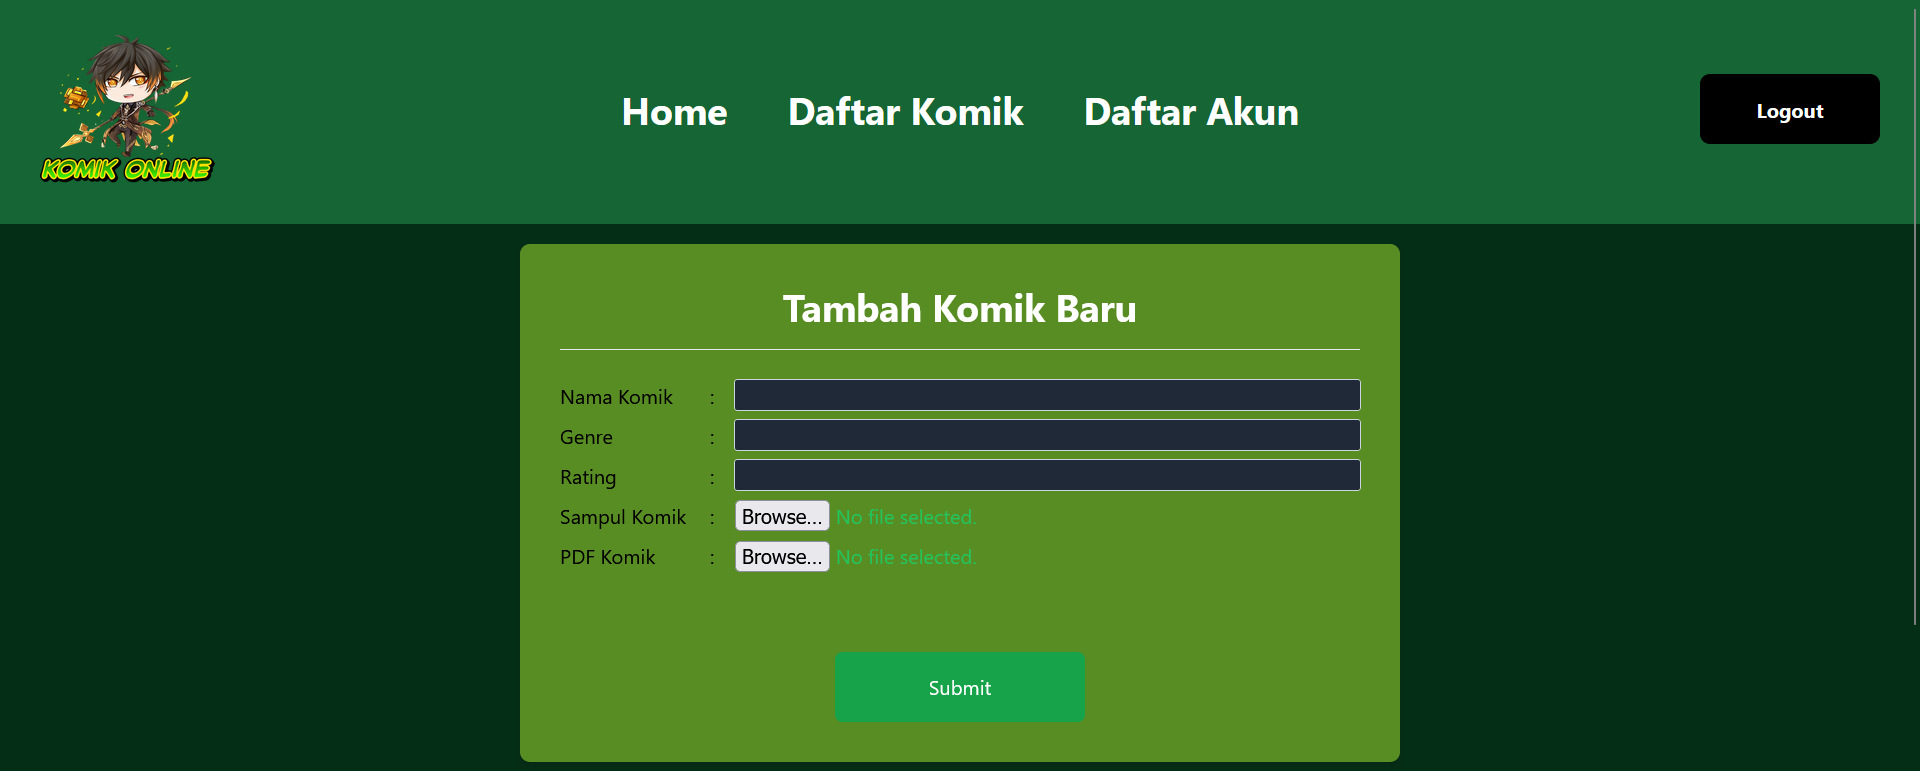 KOMIK ONLINE
Home Daftar Komik Daftar Akun
Logout
Tambah Komik Baru
Nama Komik :
Genre :
Rating :
Sampul Komik : Browse... No file selected.
PDF Komik : Browse... No file selected.
Submit